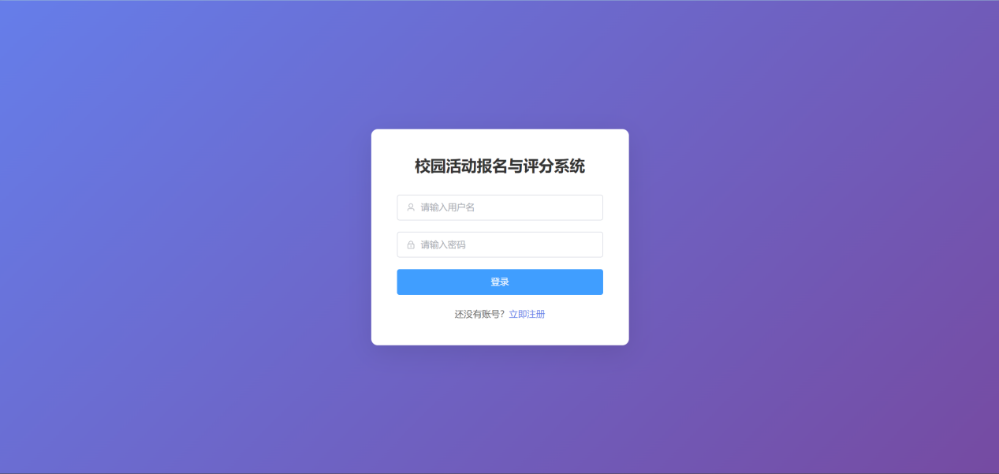 校园活动报名与评分系统
请输入用户名
请输入密码
登录
还没有账号？立即注册